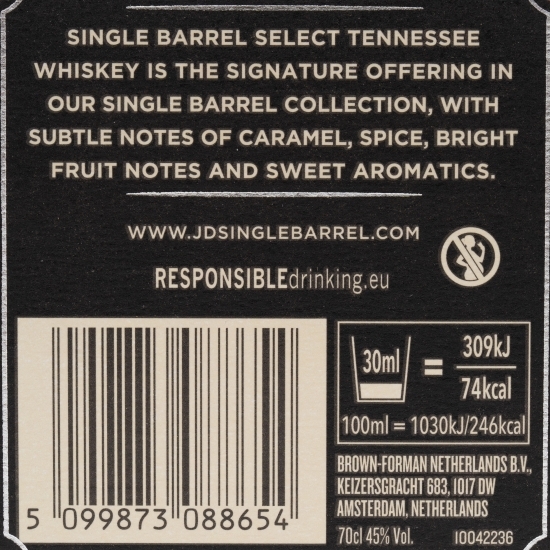 SINGLE BARREL SELECT TENNESSEE
WHISKEY IS THE SIGNATURE OFFERING IN
OUR SINGLE BARREL COLLECTION, WITH
SUBTLE NOTES OF CARAMEL, SPICE, BRIGHT
FRUIT NOTES AND SWEET AROMATICS.
WWW.JDSINGLEBARREL.COM
RESPONSIBLEdrinking.eu
30ml = 309kJ
74kcal
100ml = 1030kJ/246kcal
BROWN-FORMAN NETHERLANDS B.V.,
KEIZERSGRACHT 683, 1017 DW
AMSTERDAM, NETHERLANDS
70cl 45% Vol. 10042236
5 099873 088654